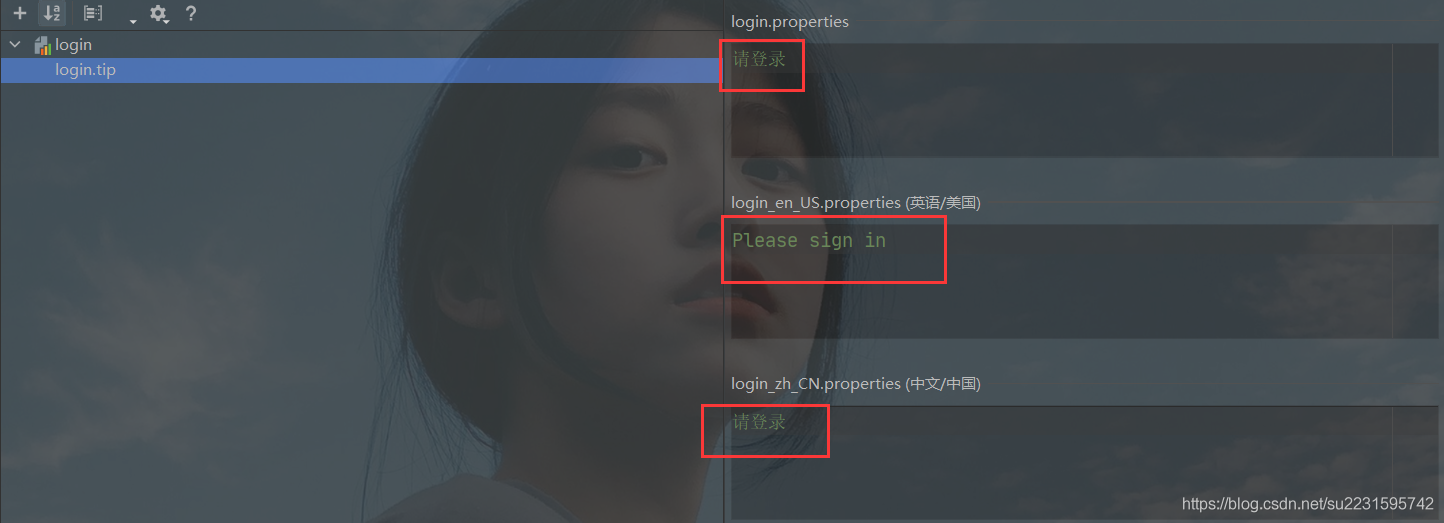 login
login.tip
login.properties
请登录
login_en_US.properties (英语/美国)
Please sign in
login_zh_CN.properties (中文/中国)
请登录
https://blog.csdn.net/su2231595742